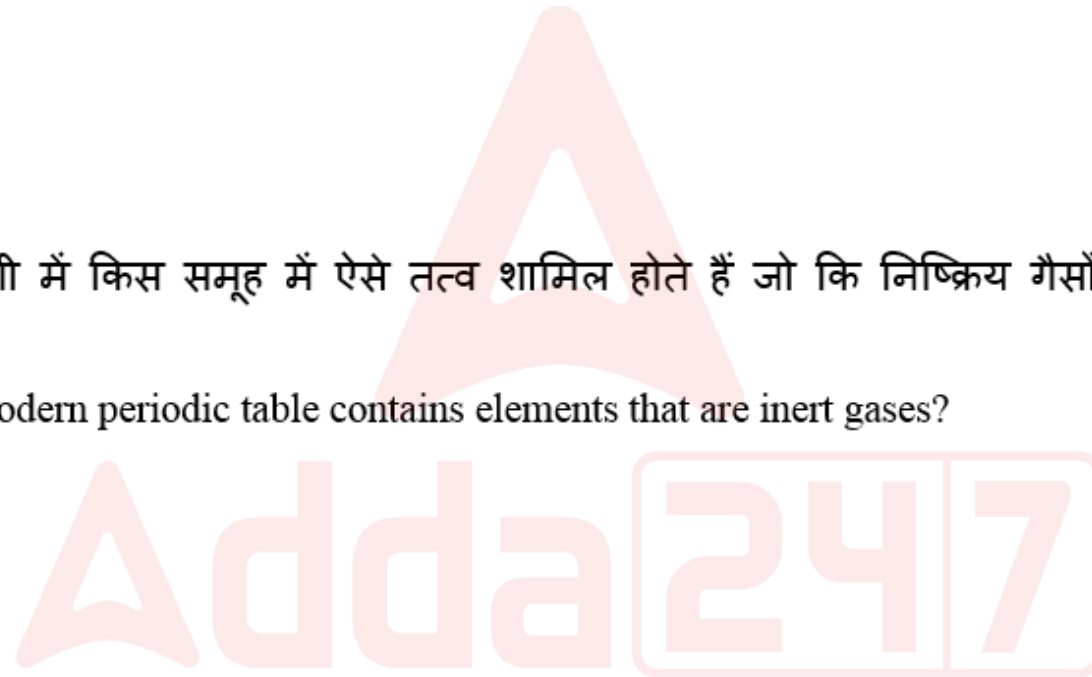 में किस समूह में ऐसे तत्व शामिल होते हैं जो कि निष्क्रिय गैसों
odern periodic table contains elements that are inert gases?
Adda247